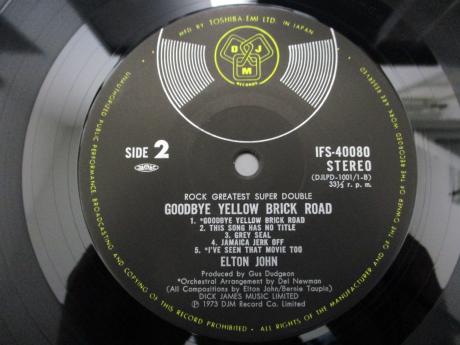 MFD BY TOSHIBA-EMI LTD. IN JAPAN
DJM
RECORDS
SIDE 2
IFS-40080
STEREO
(DJLPD-1001/1-B)
33⅓ r. p. m.
ROCK GREATEST SUPER DOUBLE
GOODBYE YELLOW BRICK ROAD
1. *GOODBYE YELLOW BRICK ROAD
2. THIS SONG HAS NO TITLE
3. GREY SEAL
4. JAMAICA JERK OFF
5. *I'VE SEEN THAT MOVIE TOO
ELTON JOHN
Produced by Gus Dudgeon
*Orchestral Arrangement by Del Newman
(All Compositions by Elton John/Bernie Taupin)
DICK JAMES MUSIC LIMITED
℗ 1973 DJM Record Co. Limited
UNAUTHORIZED PUBLIC PERFORMANCE BROADCASTING AND COPYING OF THIS RECORD PROHIBITED · ALL RIGHTS OF THE MANUFACTURER AND OF THE OWNER OF THE RECORDED WORK ARE RESERVED